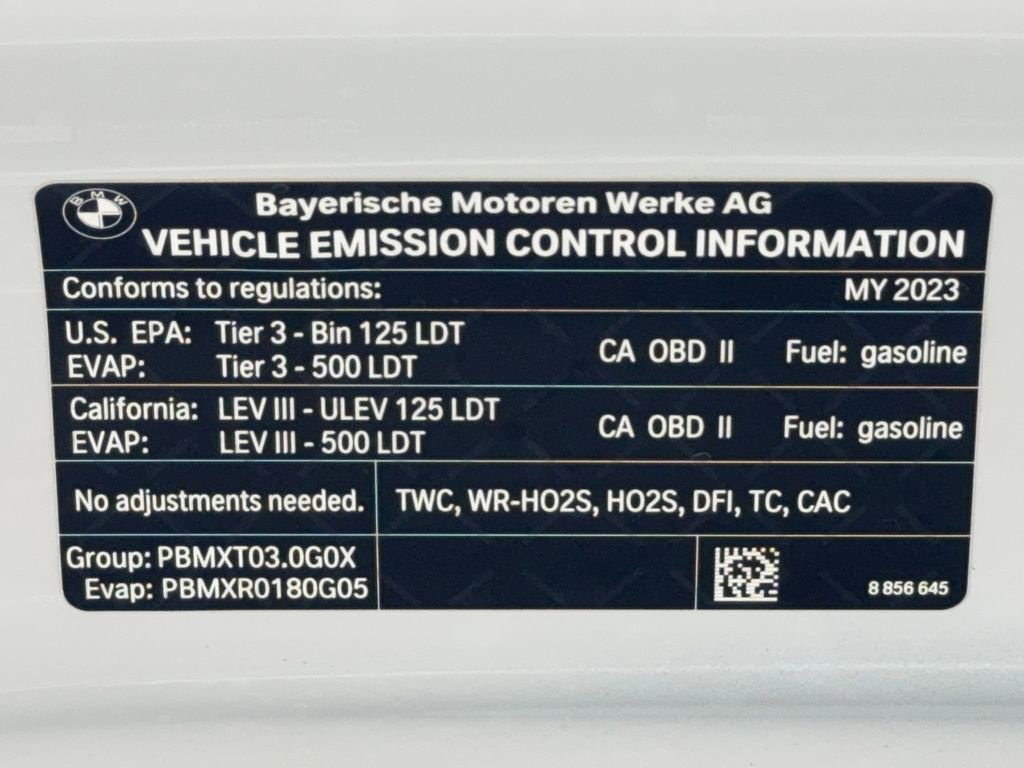 BMW
Bayerische Motoren Werke AG
VEHICLE EMISSION CONTROL INFORMATION
Conforms to regulations: MY 2023
U.S. EPA: Tier 3 - Bin 125 LDT CA OBD II Fuel: gasoline
EVAP: Tier 3 - 500 LDT
California: LEV III - ULEV 125 LDT CA OBD II Fuel: gasoline
EVAP: LEV III - 500 LDT
No adjustments needed. TWC, WR-HO2S, HO2S, DFI, TC, CAC
Group: PBMXT03.0G0X
Evap: PBMXR0180G05
8 856 645